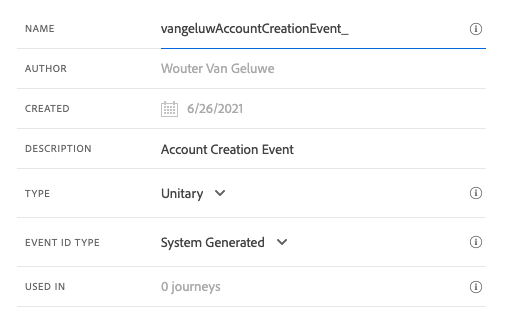 NAME vangeluwAccountCreationEvent_
AUTHOR Wouter Van Geluwe
CREATED 6/26/2021
DESCRIPTION Account Creation Event
TYPE Unitary
EVENT ID TYPE System Generated
USED IN 0 journeys